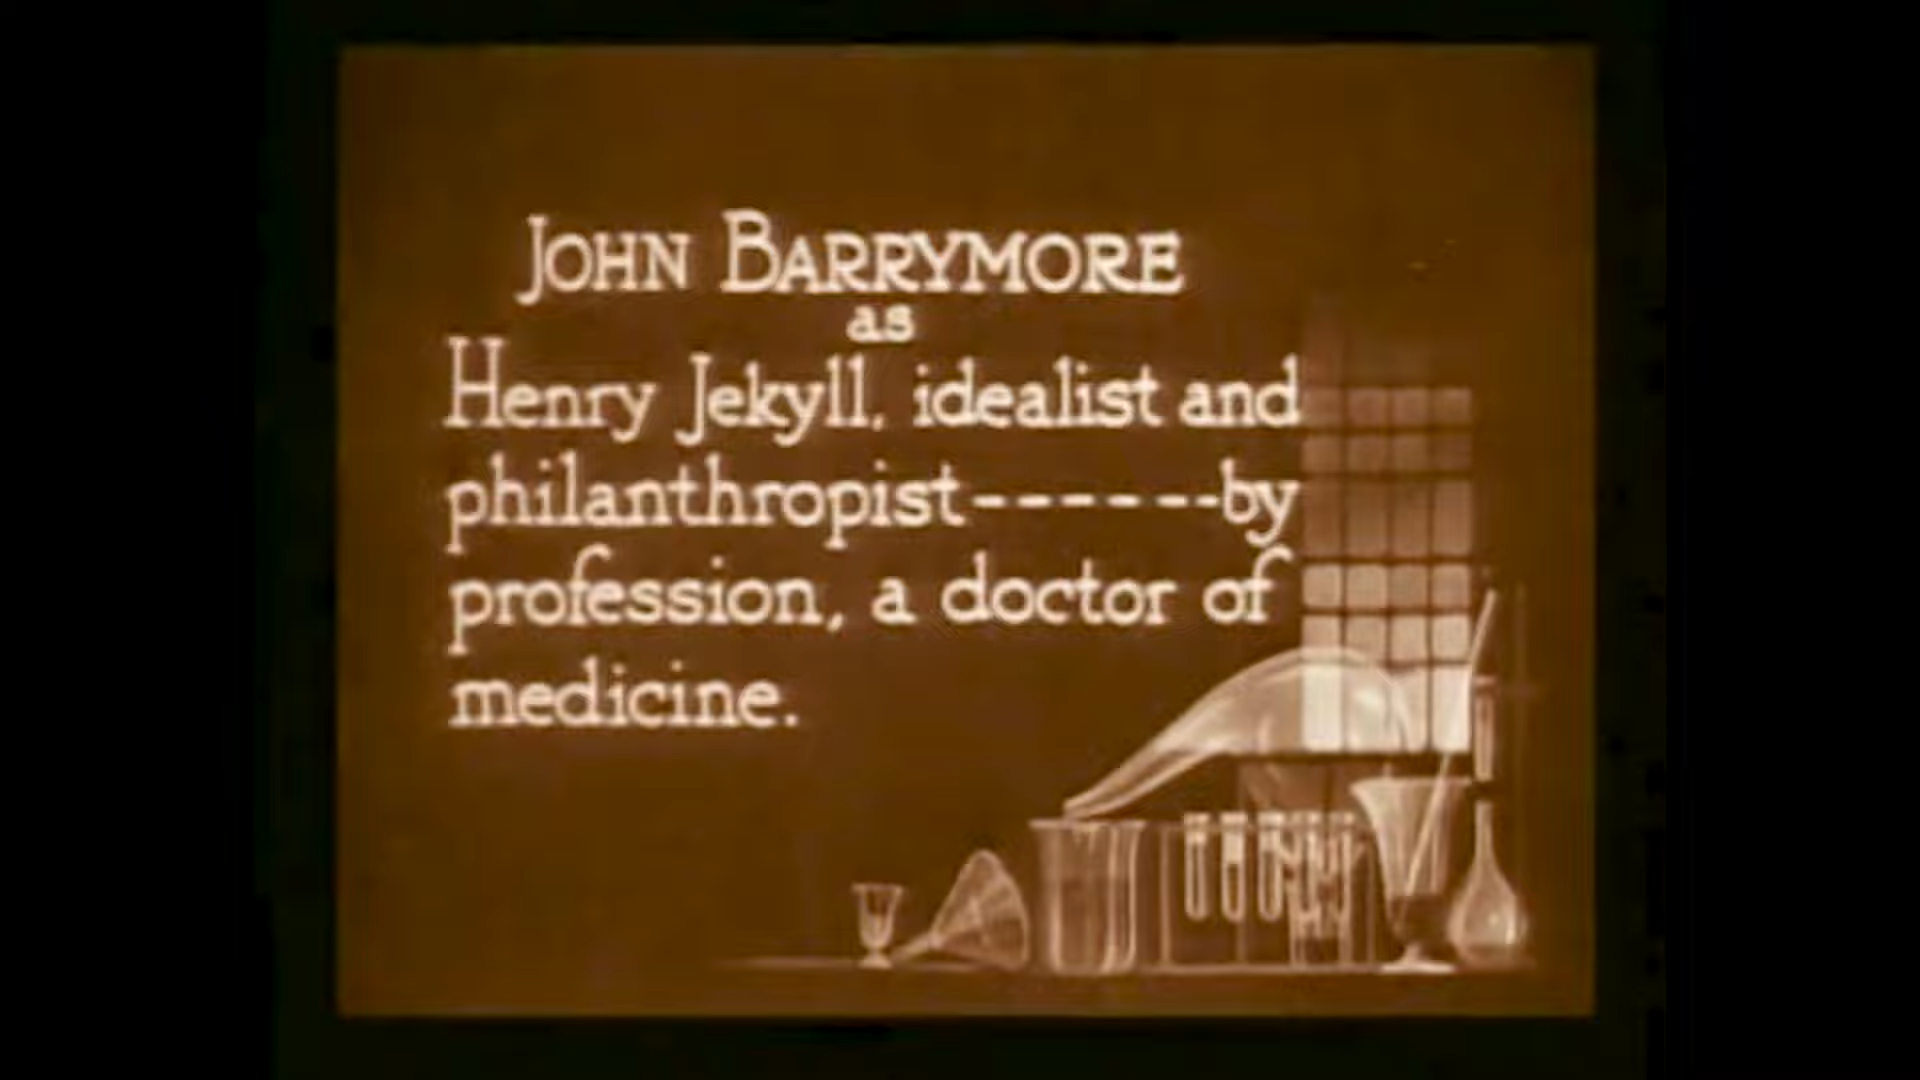 JOHN BARRYMORE
as
Henry Jekyll, idealist and
philanthropist------by
profession, a doctor of
medicine.